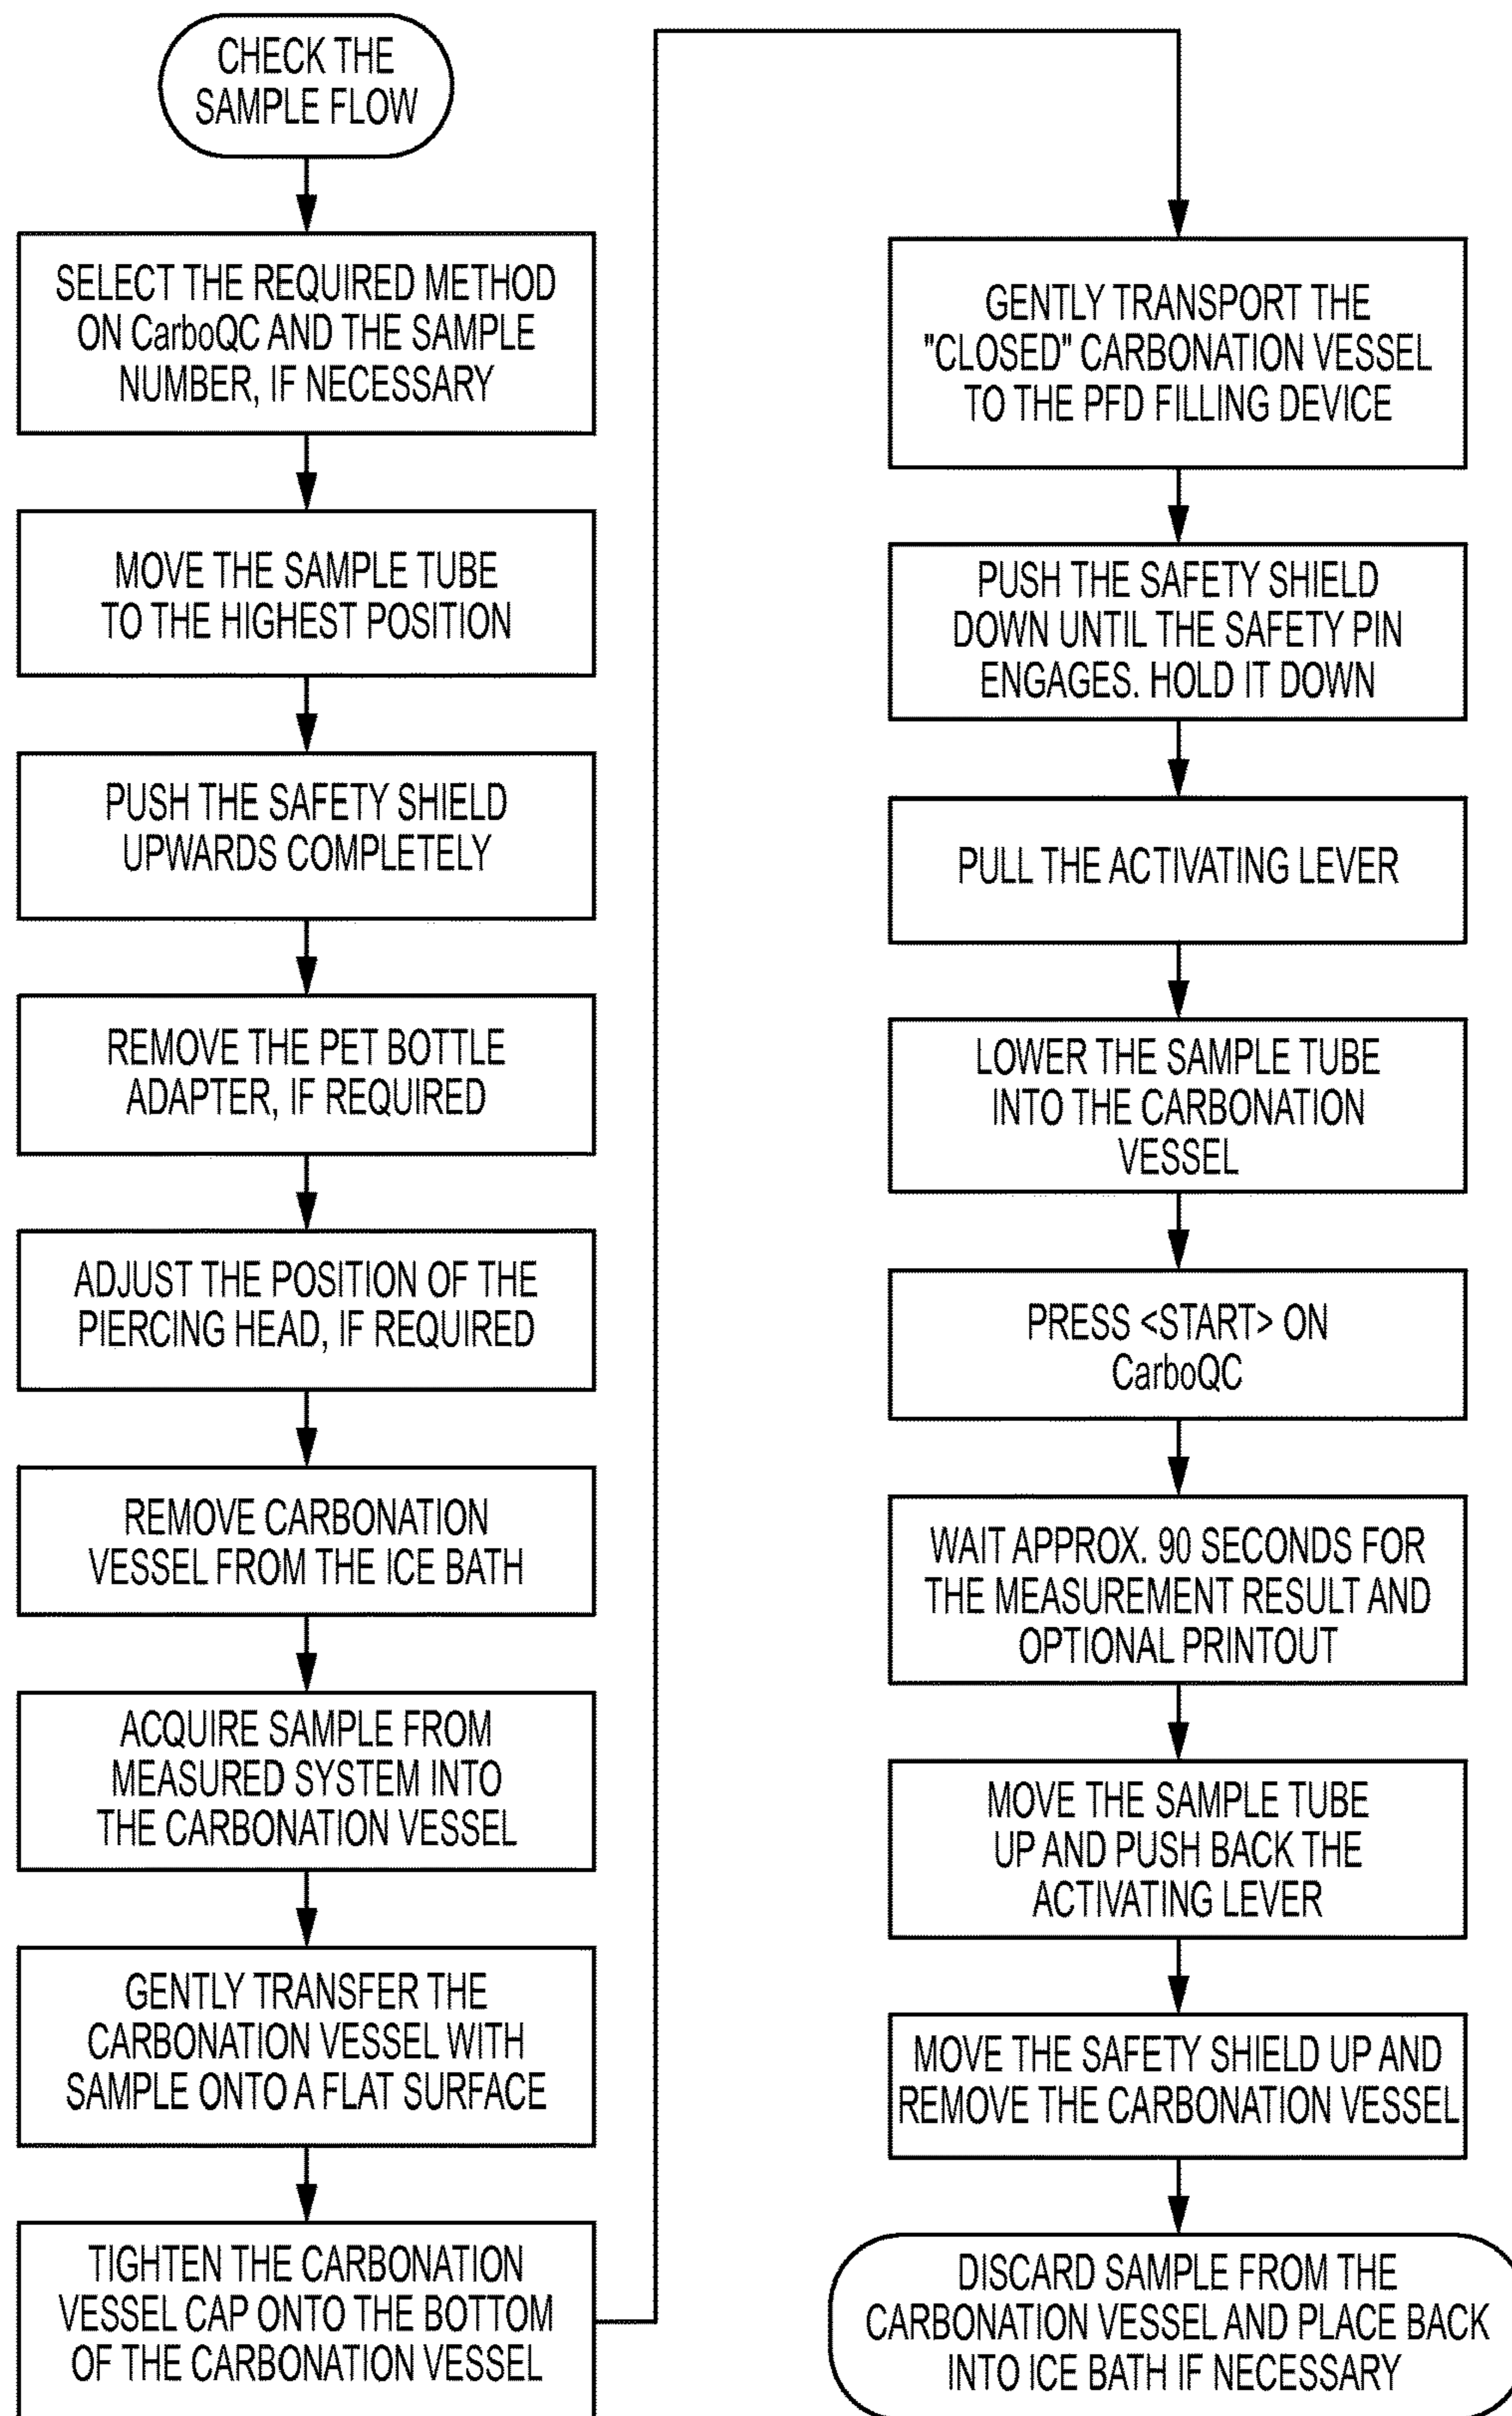 CHECK THE
SAMPLE FLOW
SELECT THE REQUIRED METHOD
ON CarboQC AND THE SAMPLE
NUMBER, IF NECESSARY
MOVE THE SAMPLE TUBE
TO THE HIGHEST POSITION
PUSH THE SAFETY SHIELD
UPWARDS COMPLETELY
REMOVE THE PET BOTTLE
ADAPTER, IF REQUIRED
ADJUST THE POSITION OF THE
PIERCING HEAD, IF REQUIRED
REMOVE CARBONATION
VESSEL FROM THE ICE BATH
ACQUIRE SAMPLE FROM
MEASURED SYSTEM INTO
THE CARBONATION VESSEL
GENTLY TRANSFER THE
CARBONATION VESSEL WITH
SAMPLE ONTO A FLAT SURFACE
TIGHTEN THE CARBONATION
VESSEL CAP ONTO THE BOTTOM
OF THE CARBONATION VESSEL
GENTLY TRANSPORT THE
"CLOSED" CARBONATION VESSEL
TO THE PFD FILLING DEVICE
PUSH THE SAFETY SHIELD
DOWN UNTIL THE SAFETY PIN
ENGAGES. HOLD IT DOWN
PULL THE ACTIVATING LEVER
LOWER THE SAMPLE TUBE
INTO THE CARBONATION
VESSEL
PRESS <START> ON
CarboQC
WAIT APPROX. 90 SECONDS FOR
THE MEASUREMENT RESULT AND
OPTIONAL PRINTOUT
MOVE THE SAMPLE TUBE
UP AND PUSH BACK THE
ACTIVATING LEVER
MOVE THE SAFETY SHIELD UP AND
REMOVE THE CARBONATION VESSEL
DISCARD SAMPLE FROM THE
CARBONATION VESSEL AND PLACE BACK
INTO ICE BATH IF NECESSARY